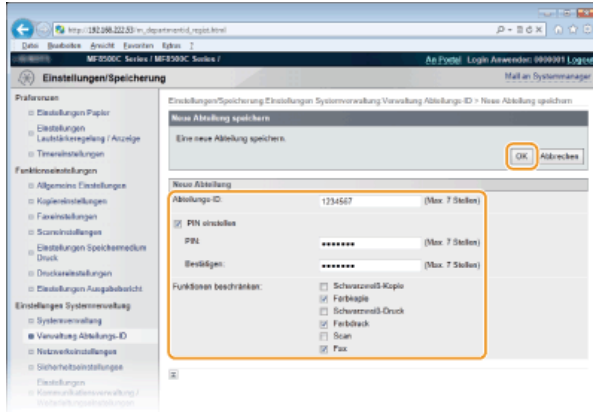 http://192.168.222.53/m_departmentid_regist.html
Datei Bearbeiten Ansicht Favoriten Extras ?
MF8500C Series / MF8500C Series /
An Portal Login Anwender: 0000001 Logout
Einstellungen/Speicherung
Mail an Systemmanager
Präferenzen
Einstellungen Papier
Einstellungen
Lautstärkeregelung / Anzeige
Timereinstellungen
Funktionseinstellungen
Allgemeine Einstellungen
Kopiereinstellungen
Faxeinstellungen
Scaneinstellungen
Einstellungen Speichermedium
Druck
Druckereinstellungen
Einstellungen Ausgabebericht
Einstellungen Systemverwaltung
Systemverwaltung
Verwaltung Abteilungs-ID
Netzwerkeinstellungen
Sicherheitseinstellungen
Einstellungen
Kommunikationsverwaltung /
Weiterleitungseinstellungen
Einstellungen/Speicherung:Einstellungen Systemverwaltung:Verwaltung Abteilungs-ID > Neue Abteilung speichern
Neue Abteilung speichern
Eine neue Abteilung speichern.
OK Abbrechen
Neue Abteilung
Abteilungs-ID: 1234567 (Max. 7 Stellen)
PIN einstellen
PIN: ••••••• (Max. 7 Stellen)
Bestätigen: ••••••• (Max. 7 Stellen)
Funktionen beschränken: Schwarzweiß-Kopie
Farbkopie
Schwarzweiß-Druck
Farbdruck
Scan
Fax